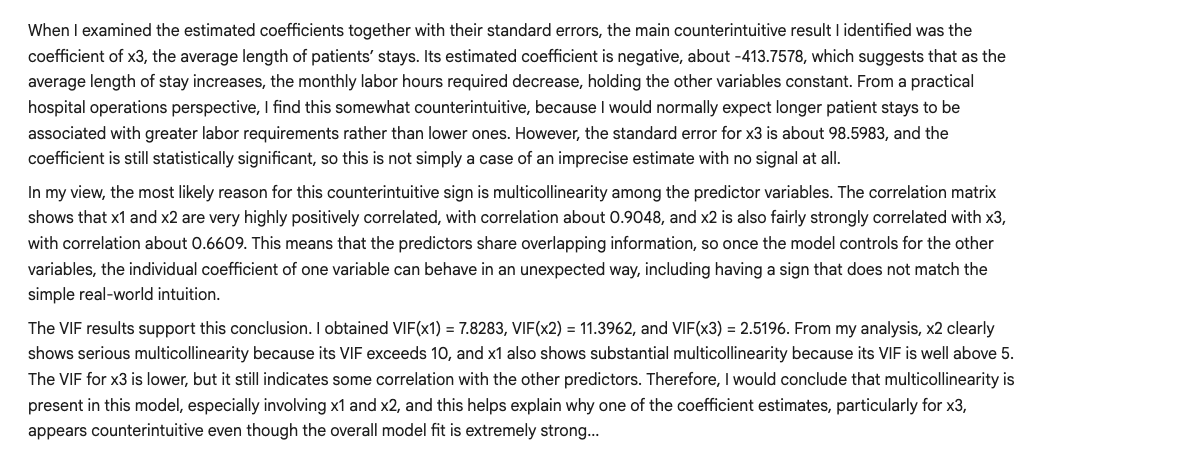 When I examined the estimated coefficients together with their standard errors, the main counterintuitive result I identified was the
coefficient of x3, the average length of patients’ stays. Its estimated coefficient is negative, about -413.7578, which suggests that as the
average length of stay increases, the monthly labor hours required decrease, holding the other variables constant. From a practical
hospital operations perspective, I find this somewhat counterintuitive, because I would normally expect longer patient stays to be
associated with greater labor requirements rather than lower ones. However, the standard error for x3 is about 98.5983, and the
coefficient is still statistically significant, so this is not simply a case of an imprecise estimate with no signal at all.
In my view, the most likely reason for this counterintuitive sign is multicollinearity among the predictor variables. The correlation matrix
shows that x1 and x2 are very highly positively correlated, with correlation about 0.9048, and x2 is also fairly strongly correlated with x3,
with correlation about 0.6609. This means that the predictors share overlapping information, so once the model controls for the other
variables, the individual coefficient of one variable can behave in an unexpected way, including having a sign that does not match the
simple real-world intuition.
The VIF results support this conclusion. I obtained VIF(x1) = 7.8283, VIF(x2) = 11.3962, and VIF(x3) = 2.5196. From my analysis, x2 clearly
shows serious multicollinearity because its VIF exceeds 10, and x1 also shows substantial multicollinearity because its VIF is well above 5.
The VIF for x3 is lower, but it still indicates some correlation with the other predictors. Therefore, I would conclude that multicollinearity is
present in this model, especially involving x1 and x2, and this helps explain why one of the coefficient estimates, particularly for x3,
appears counterintuitive even though the overall model fit is extremely strong...